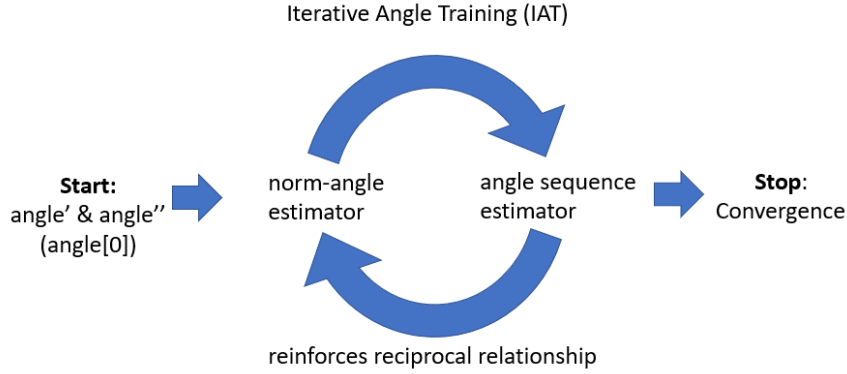 Iterative Angle Training (IAT)
Start:
angle’ & angle’’
(angle[0])
norm-angle
estimator
angle sequence
estimator
Stop:
Convergence
reinforces reciprocal relationship